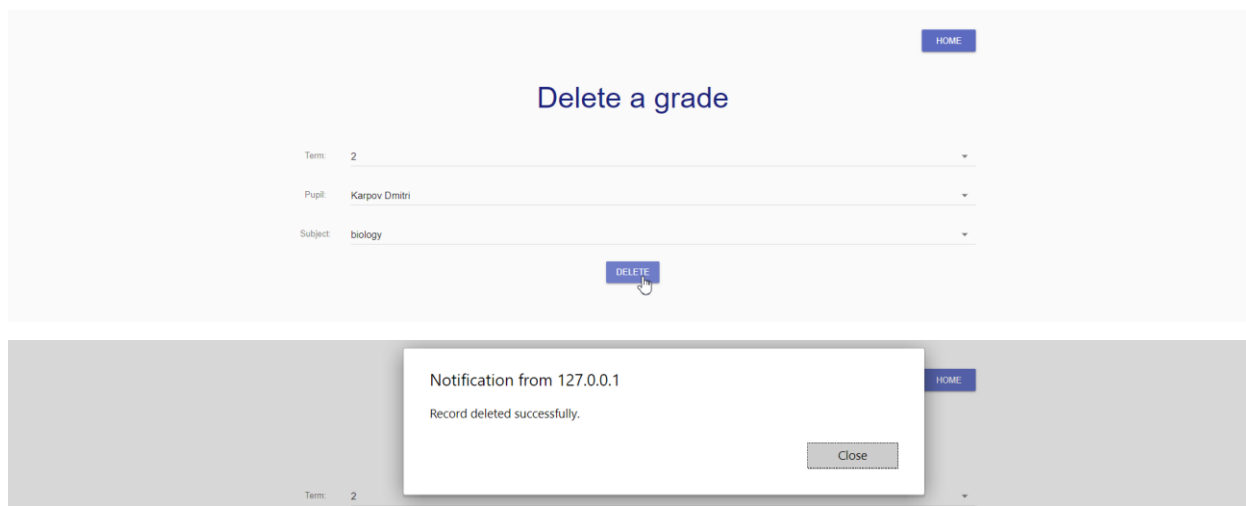 HOME
Delete a grade
Term: 2
Pupil: Karpov Dmitri
Subject: biology
DELETE
Notification from 127.0.0.1
HOME
Record deleted successfully.
Close
Term: 2